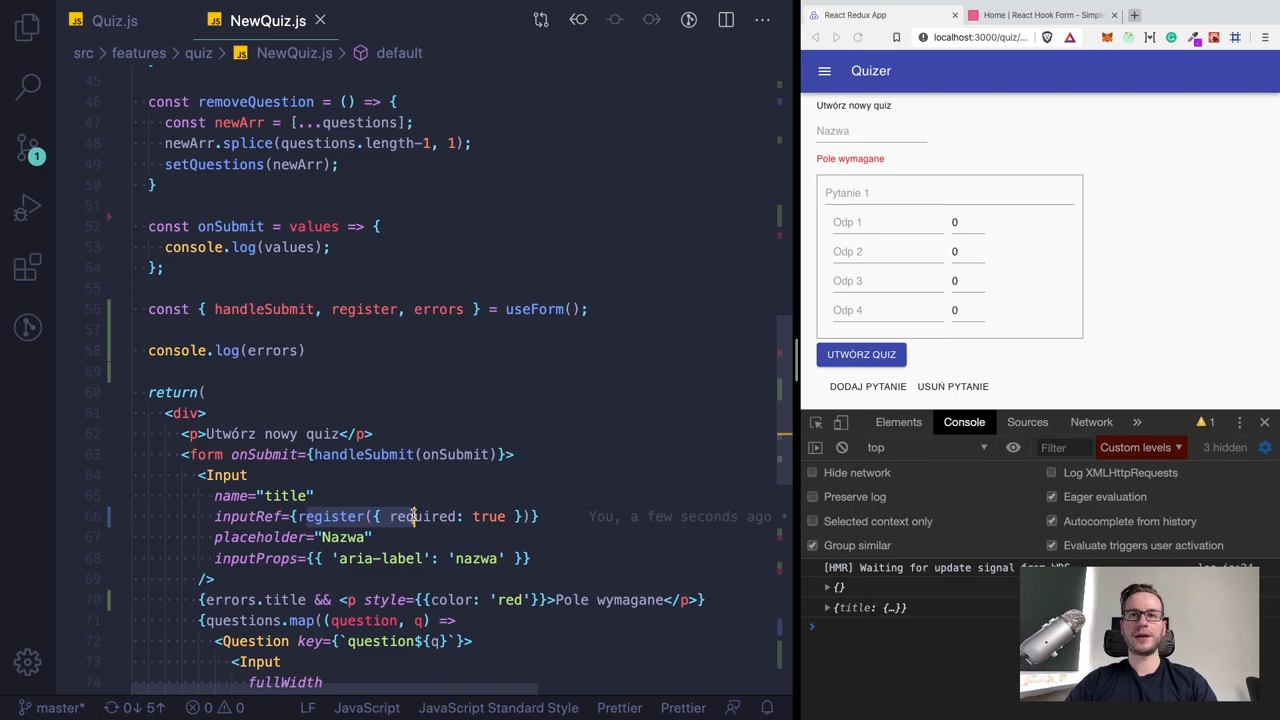 Quiz.js
NewQuiz.js
src › features › quiz › NewQuiz.js › default
45
46 const removeQuestion = () => {
47 const newArr = [...questions];
48 newArr.splice(questions.length-1, 1);
49 setQuestions(newArr);
50 }
51
52 const onSubmit = values => {
53 console.log(values);
54 };
55
56 const { handleSubmit, register, errors } = useForm();
57
58 console.log(errors)
59
60 return(
61 <div>
62 <p>Utwórz nowy quiz</p>
63 <form onSubmit={handleSubmit(onSubmit)}>
64 <Input
65 name="title"
66 inputRef={register({ required: true })} You, a few seconds ago •
67 placeholder="Nazwa"
68 inputProps={{ 'aria-label': 'nazwa' }}
69 />
70 {errors.title && <p style={{color: 'red'}}>Pole wymagane</p>}
71 {questions.map((question, q) =>
72 <Question key={`question${q}`}>
73 <Input
74 fullWidth
1
master* 0↓ 5↑ 0 0 LF JavaScript JavaScript Standard Style Prettier Prettier
React Redux App
Home | React Hook Form - Simple
localhost:3000/quiz/...
Quizer
Utwórz nowy quiz
Nazwa
Pole wymagane
Pytanie 1
Odp 1 0
Odp 2 0
Odp 3 0
Odp 4 0
UTWÓRZ QUIZ
DODAJ PYTANIE USUŃ PYTANIE
Elements Console Sources Network » 1
top Filter Custom levels 3 hidden
Hide network Log XMLHttpRequests
Preserve log Eager evaluation
Selected context only Autocomplete from history
Group similar Evaluate triggers user activation
[HMR] Waiting for update signal from WDS...
{}
{title: {…}}